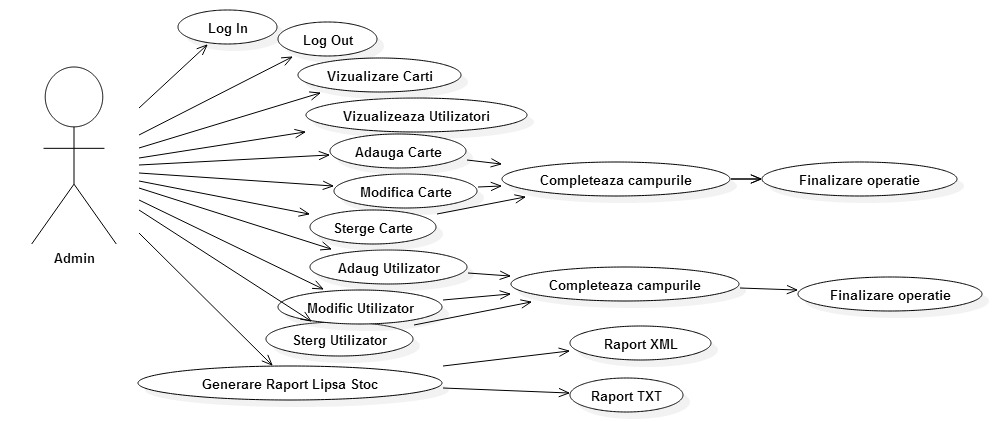 Log In
Log Out
Vizualizare Carti
Vizualizeaza Utilizatori
Adauga Carte
Modifica Carte
Completeaza campurile
Finalizare operatie
Sterge Carte
Admin
Adaug Utilizator
Completeaza campurile
Finalizare operatie
Modific Utilizator
Sterg Utilizator
Raport XML
Generare Raport Lipsa Stoc
Raport TXT